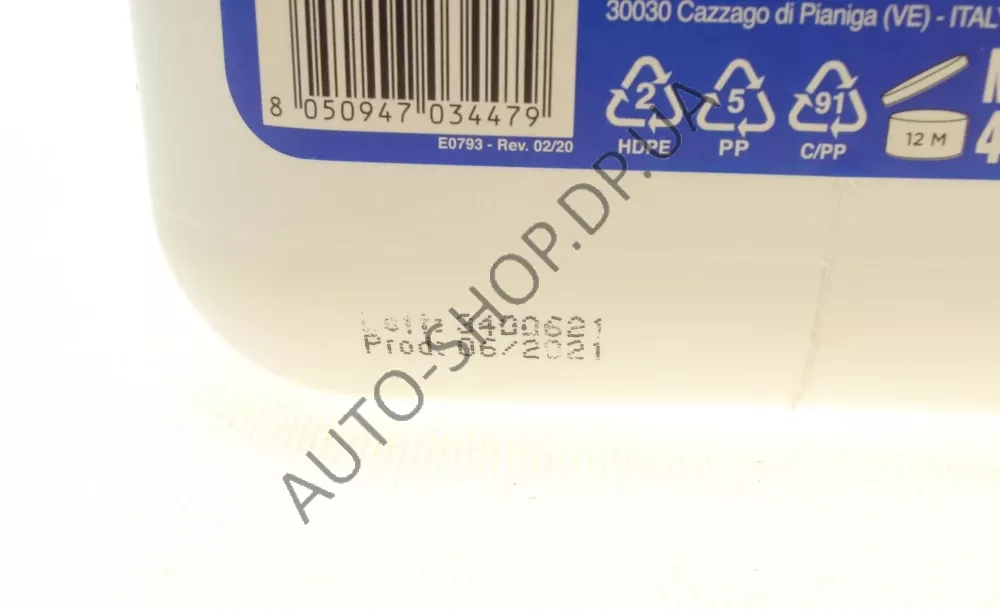 30030 Cazzago di Pianiga (VE) - ITALY
8 050947 034479
E0793 - Rev. 02/20
2
HDPE
5
PP
91
C/PP
12 M
Prod. 06/2021
AUTO-SHOP.DP.UA